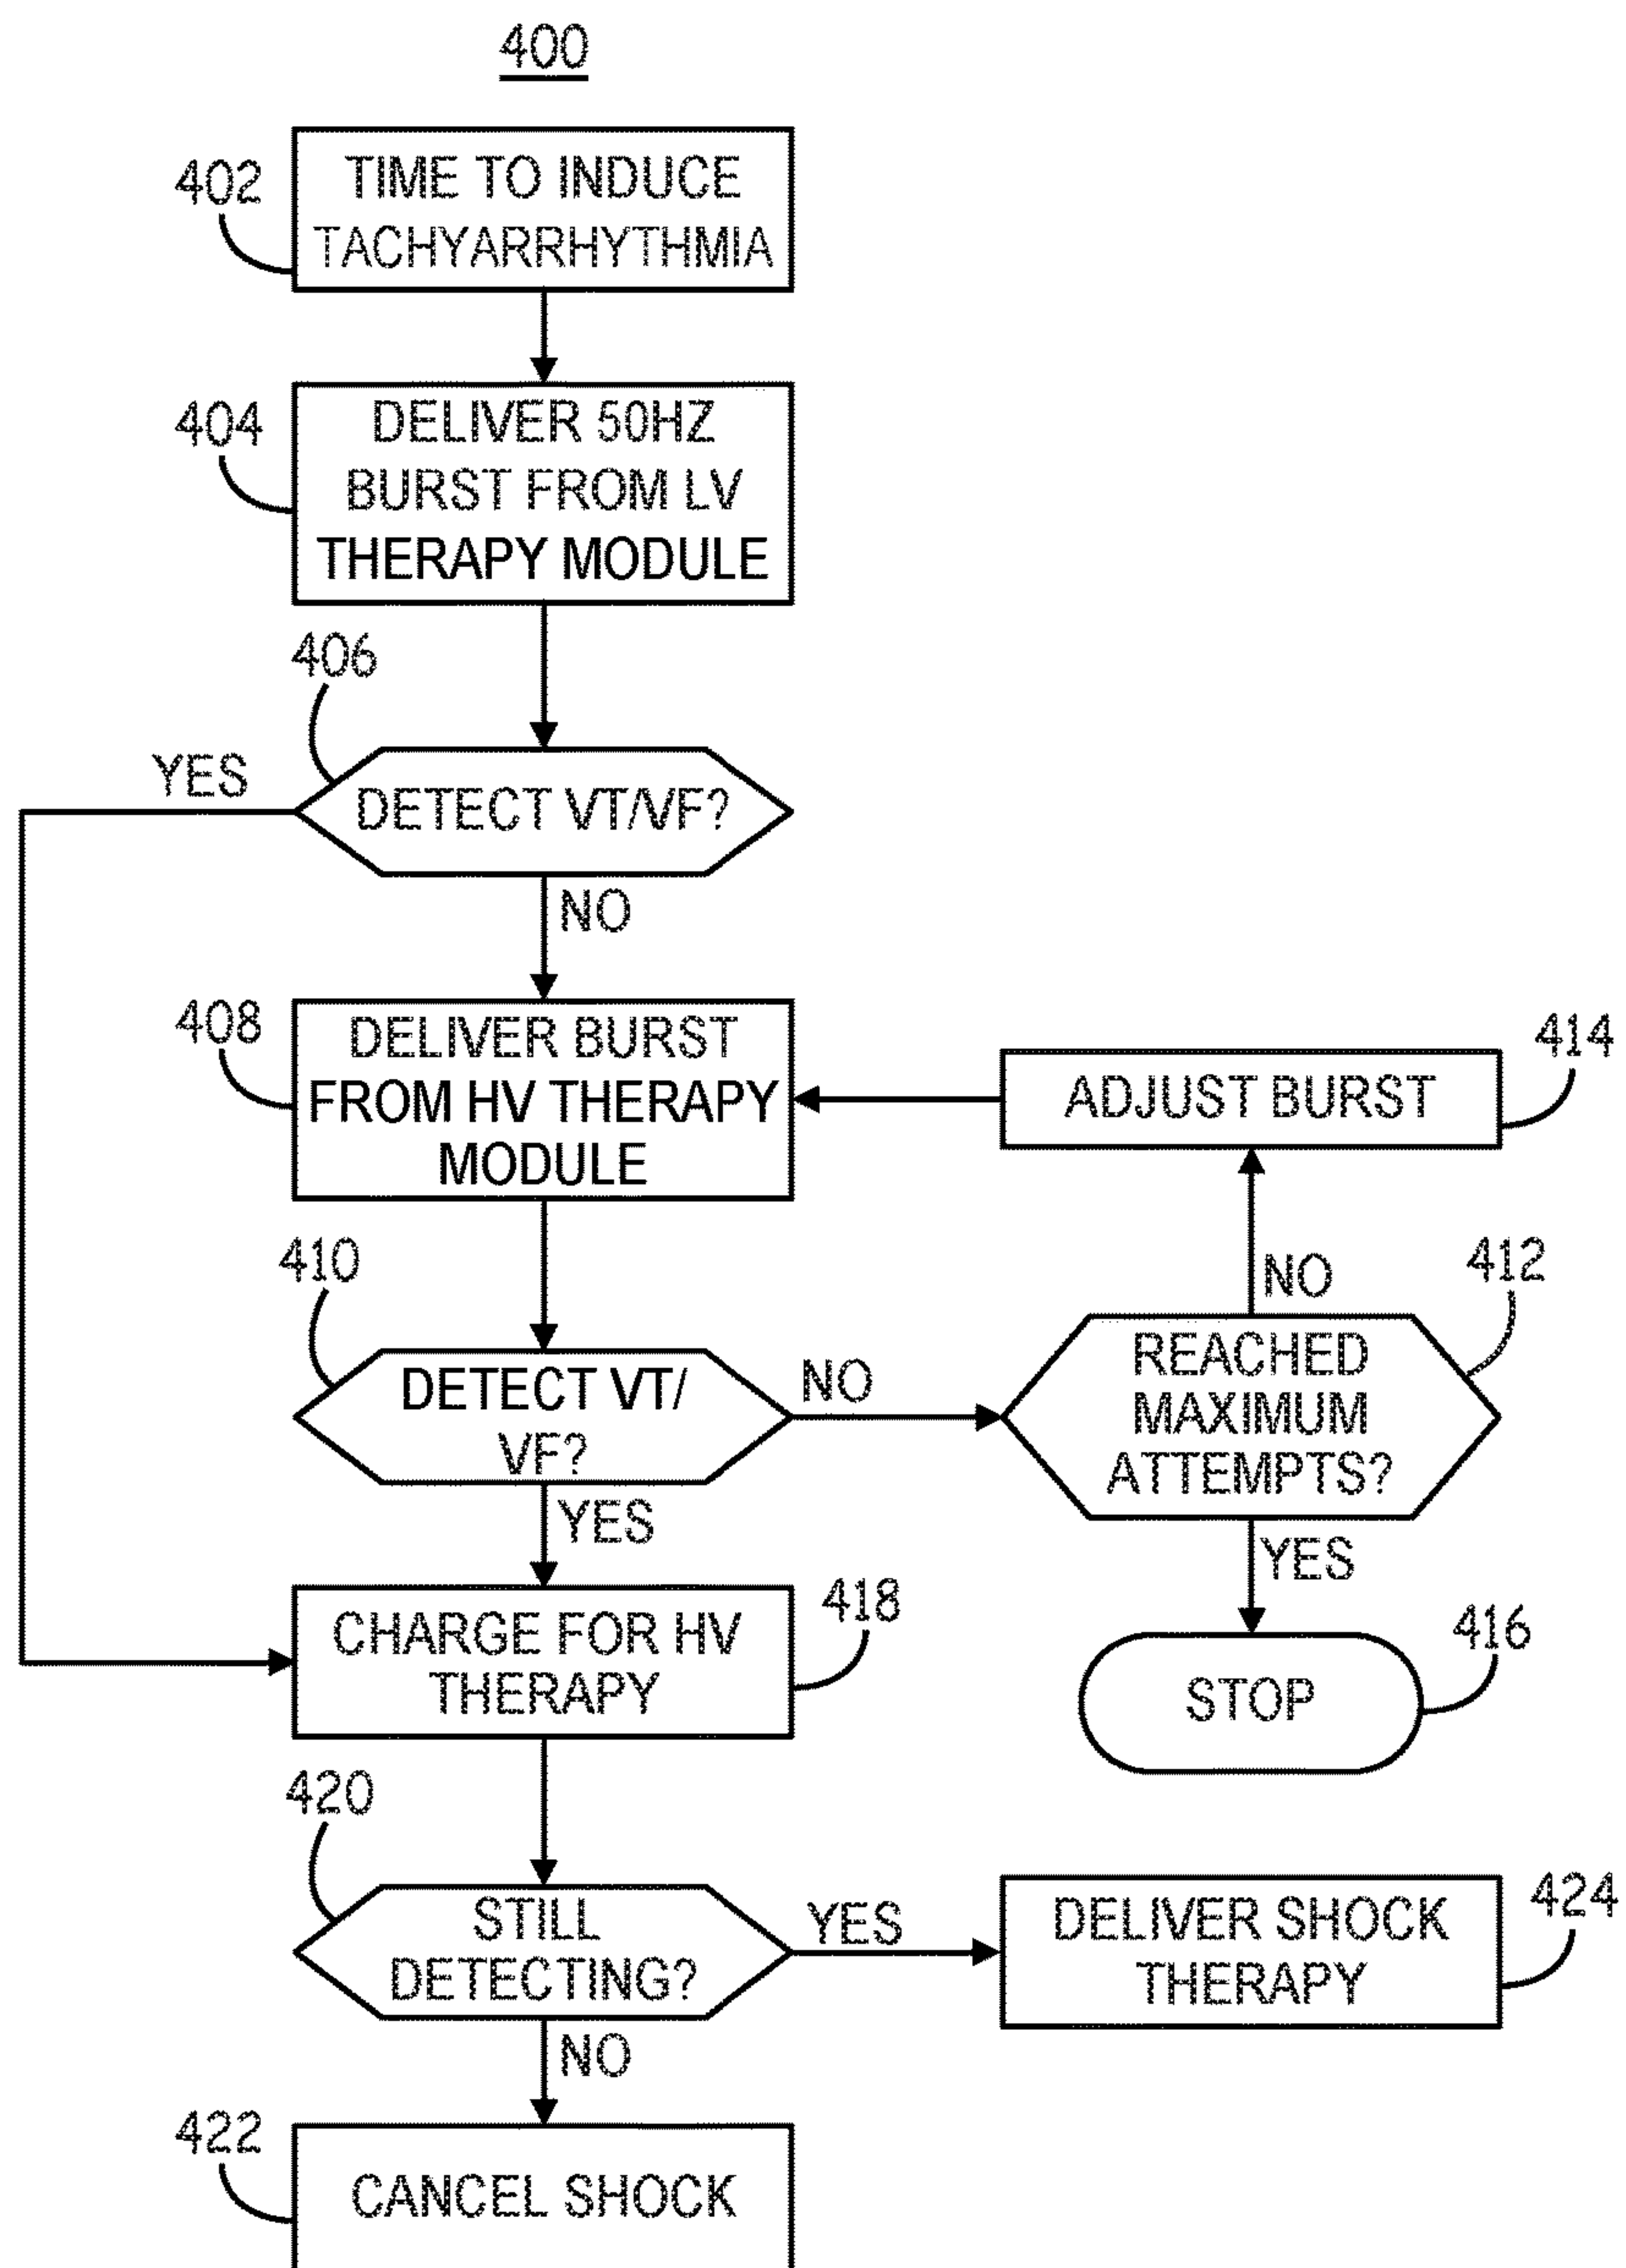 400
402
TIME TO INDUCE
TACHYARRHYTHMIA
404
DELIVER 50HZ
BURST FROM LV
THERAPY MODULE
406
YES
DETECT VT/VF?
NO
408
DELIVER BURST
FROM HV THERAPY
MODULE
414
ADJUST BURST
410
DETECT VT/
VF?
NO
412
NO
REACHED
MAXIMUM
ATTEMPTS?
YES
YES
418
CHARGE FOR HV
THERAPY
416
STOP
420
STILL
DETECTING?
YES
424
DELIVER SHOCK
THERAPY
NO
422
CANCEL SHOCK